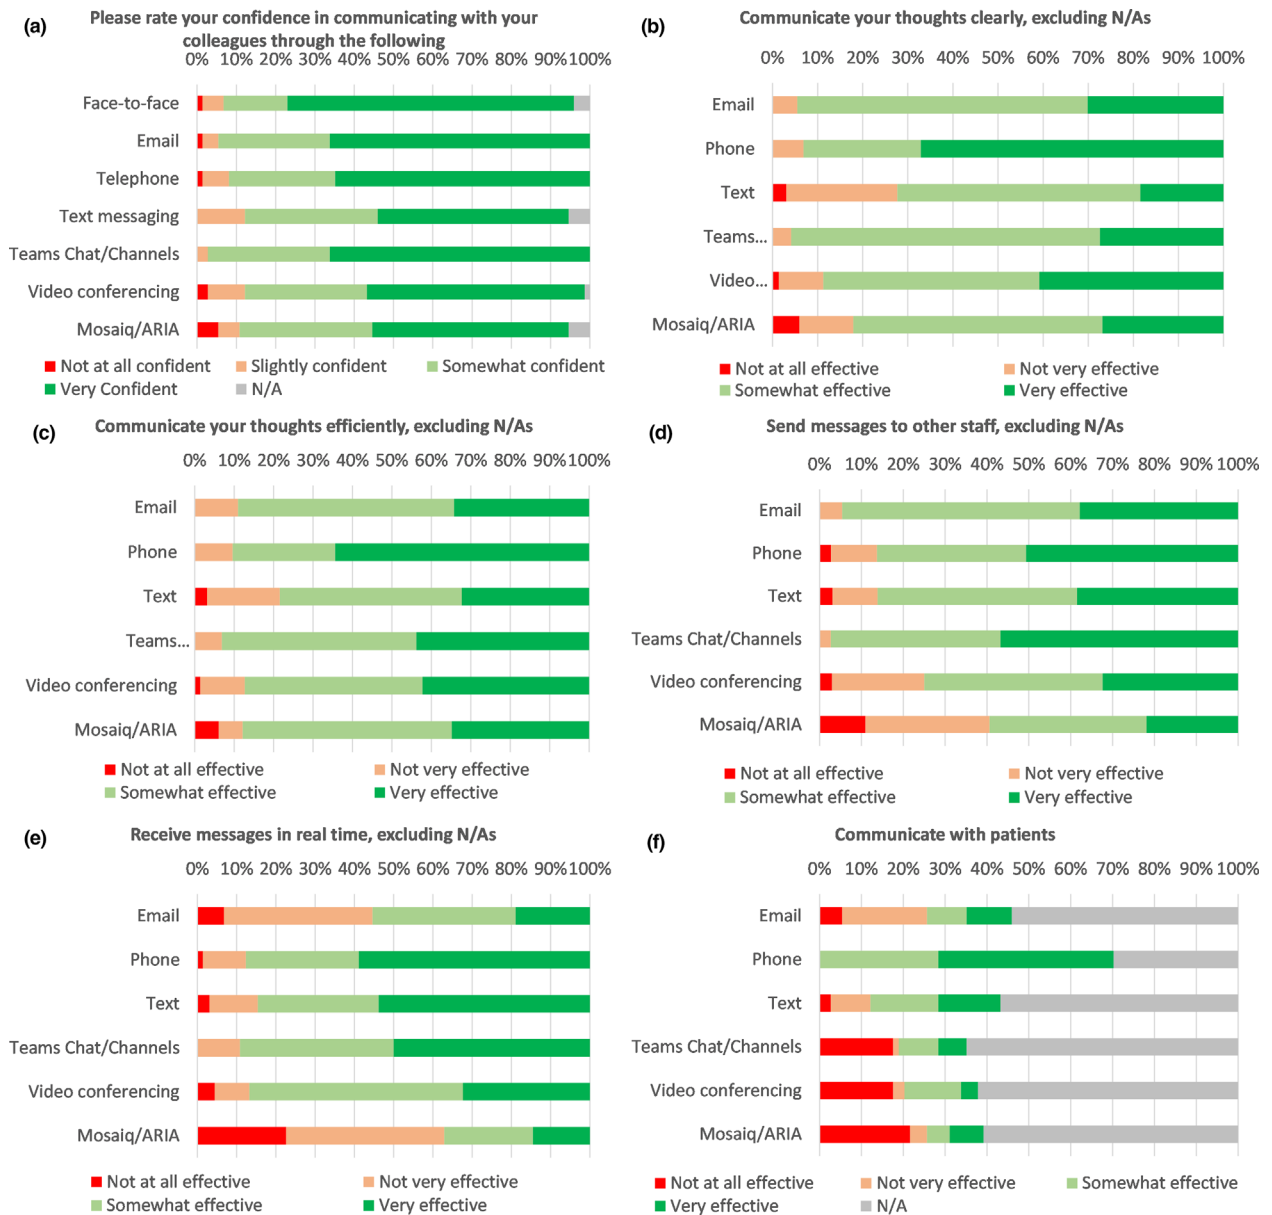 (a)
Please rate your confidence in communicating with your
colleagues through the following
0% 10% 20% 30% 40% 50% 60% 70% 80% 90% 100%
Face-to-face
Email
Telephone
Text messaging
Teams Chat/Channels
Video conferencing
Mosaiq/ARIA
Not at all confident Slightly confident Somewhat confident
Very Confident N/A
(b)
Communicate your thoughts clearly, excluding N/As
0% 10% 20% 30% 40% 50% 60% 70% 80% 90% 100%
Email
Phone
Text
Teams...
Video...
Mosaiq/ARIA
Not at all effective Not very effective
Somewhat effective Very effective
(c)
Communicate your thoughts efficiently, excluding N/As
0% 10% 20% 30% 40% 50% 60% 70% 80% 90% 100%
Email
Phone
Text
Teams...
Video conferencing
Mosaiq/ARIA
Not at all effective Not very effective
Somewhat effective Very effective
(d)
Send messages to other staff, excluding N/As
0% 10% 20% 30% 40% 50% 60% 70% 80% 90% 100%
Email
Phone
Text
Teams Chat/Channels
Video conferencing
Mosaiq/ARIA
Not at all effective Not very effective
Somewhat effective Very effective
(e)
Receive messages in real time, excluding N/As
0% 10% 20% 30% 40% 50% 60% 70% 80% 90% 100%
Email
Phone
Text
Teams Chat/Channels
Video conferencing
Mosaiq/ARIA
Not at all effective Not very effective
Somewhat effective Very effective
(f)
Communicate with patients
0% 10% 20% 30% 40% 50% 60% 70% 80% 90% 100%
Email
Phone
Text
Teams Chat/Channels
Video conferencing
Mosaiq/ARIA
Not at all effective Not very effective Somewhat effective
Very effective N/A